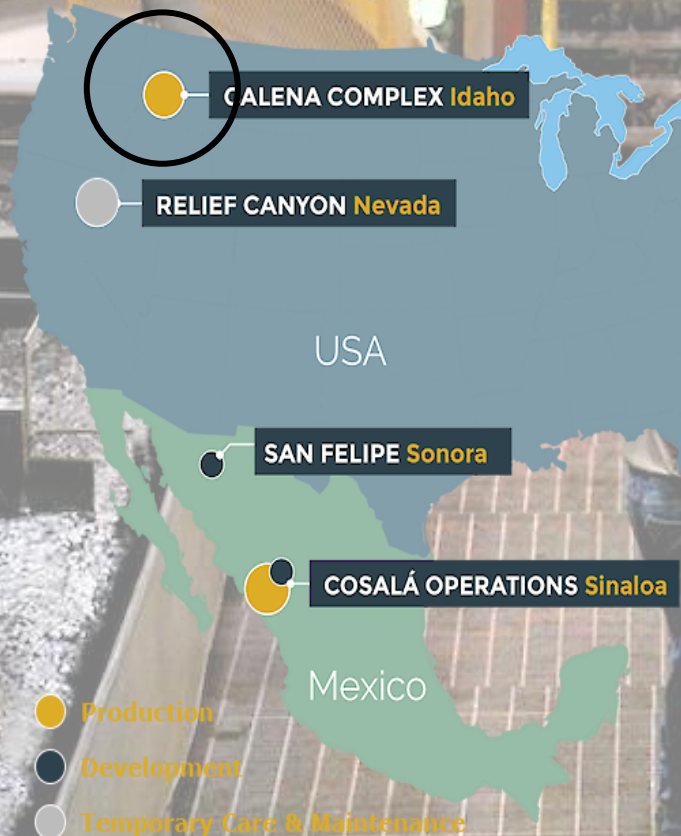 GALENA COMPLEX Idaho
RELIEF CANYON Nevada
USA
SAN FELIPE Sonora
COSALÁ OPERATIONS Sinaloa
Mexico
Production
Development
Temporary Care & Maintenance